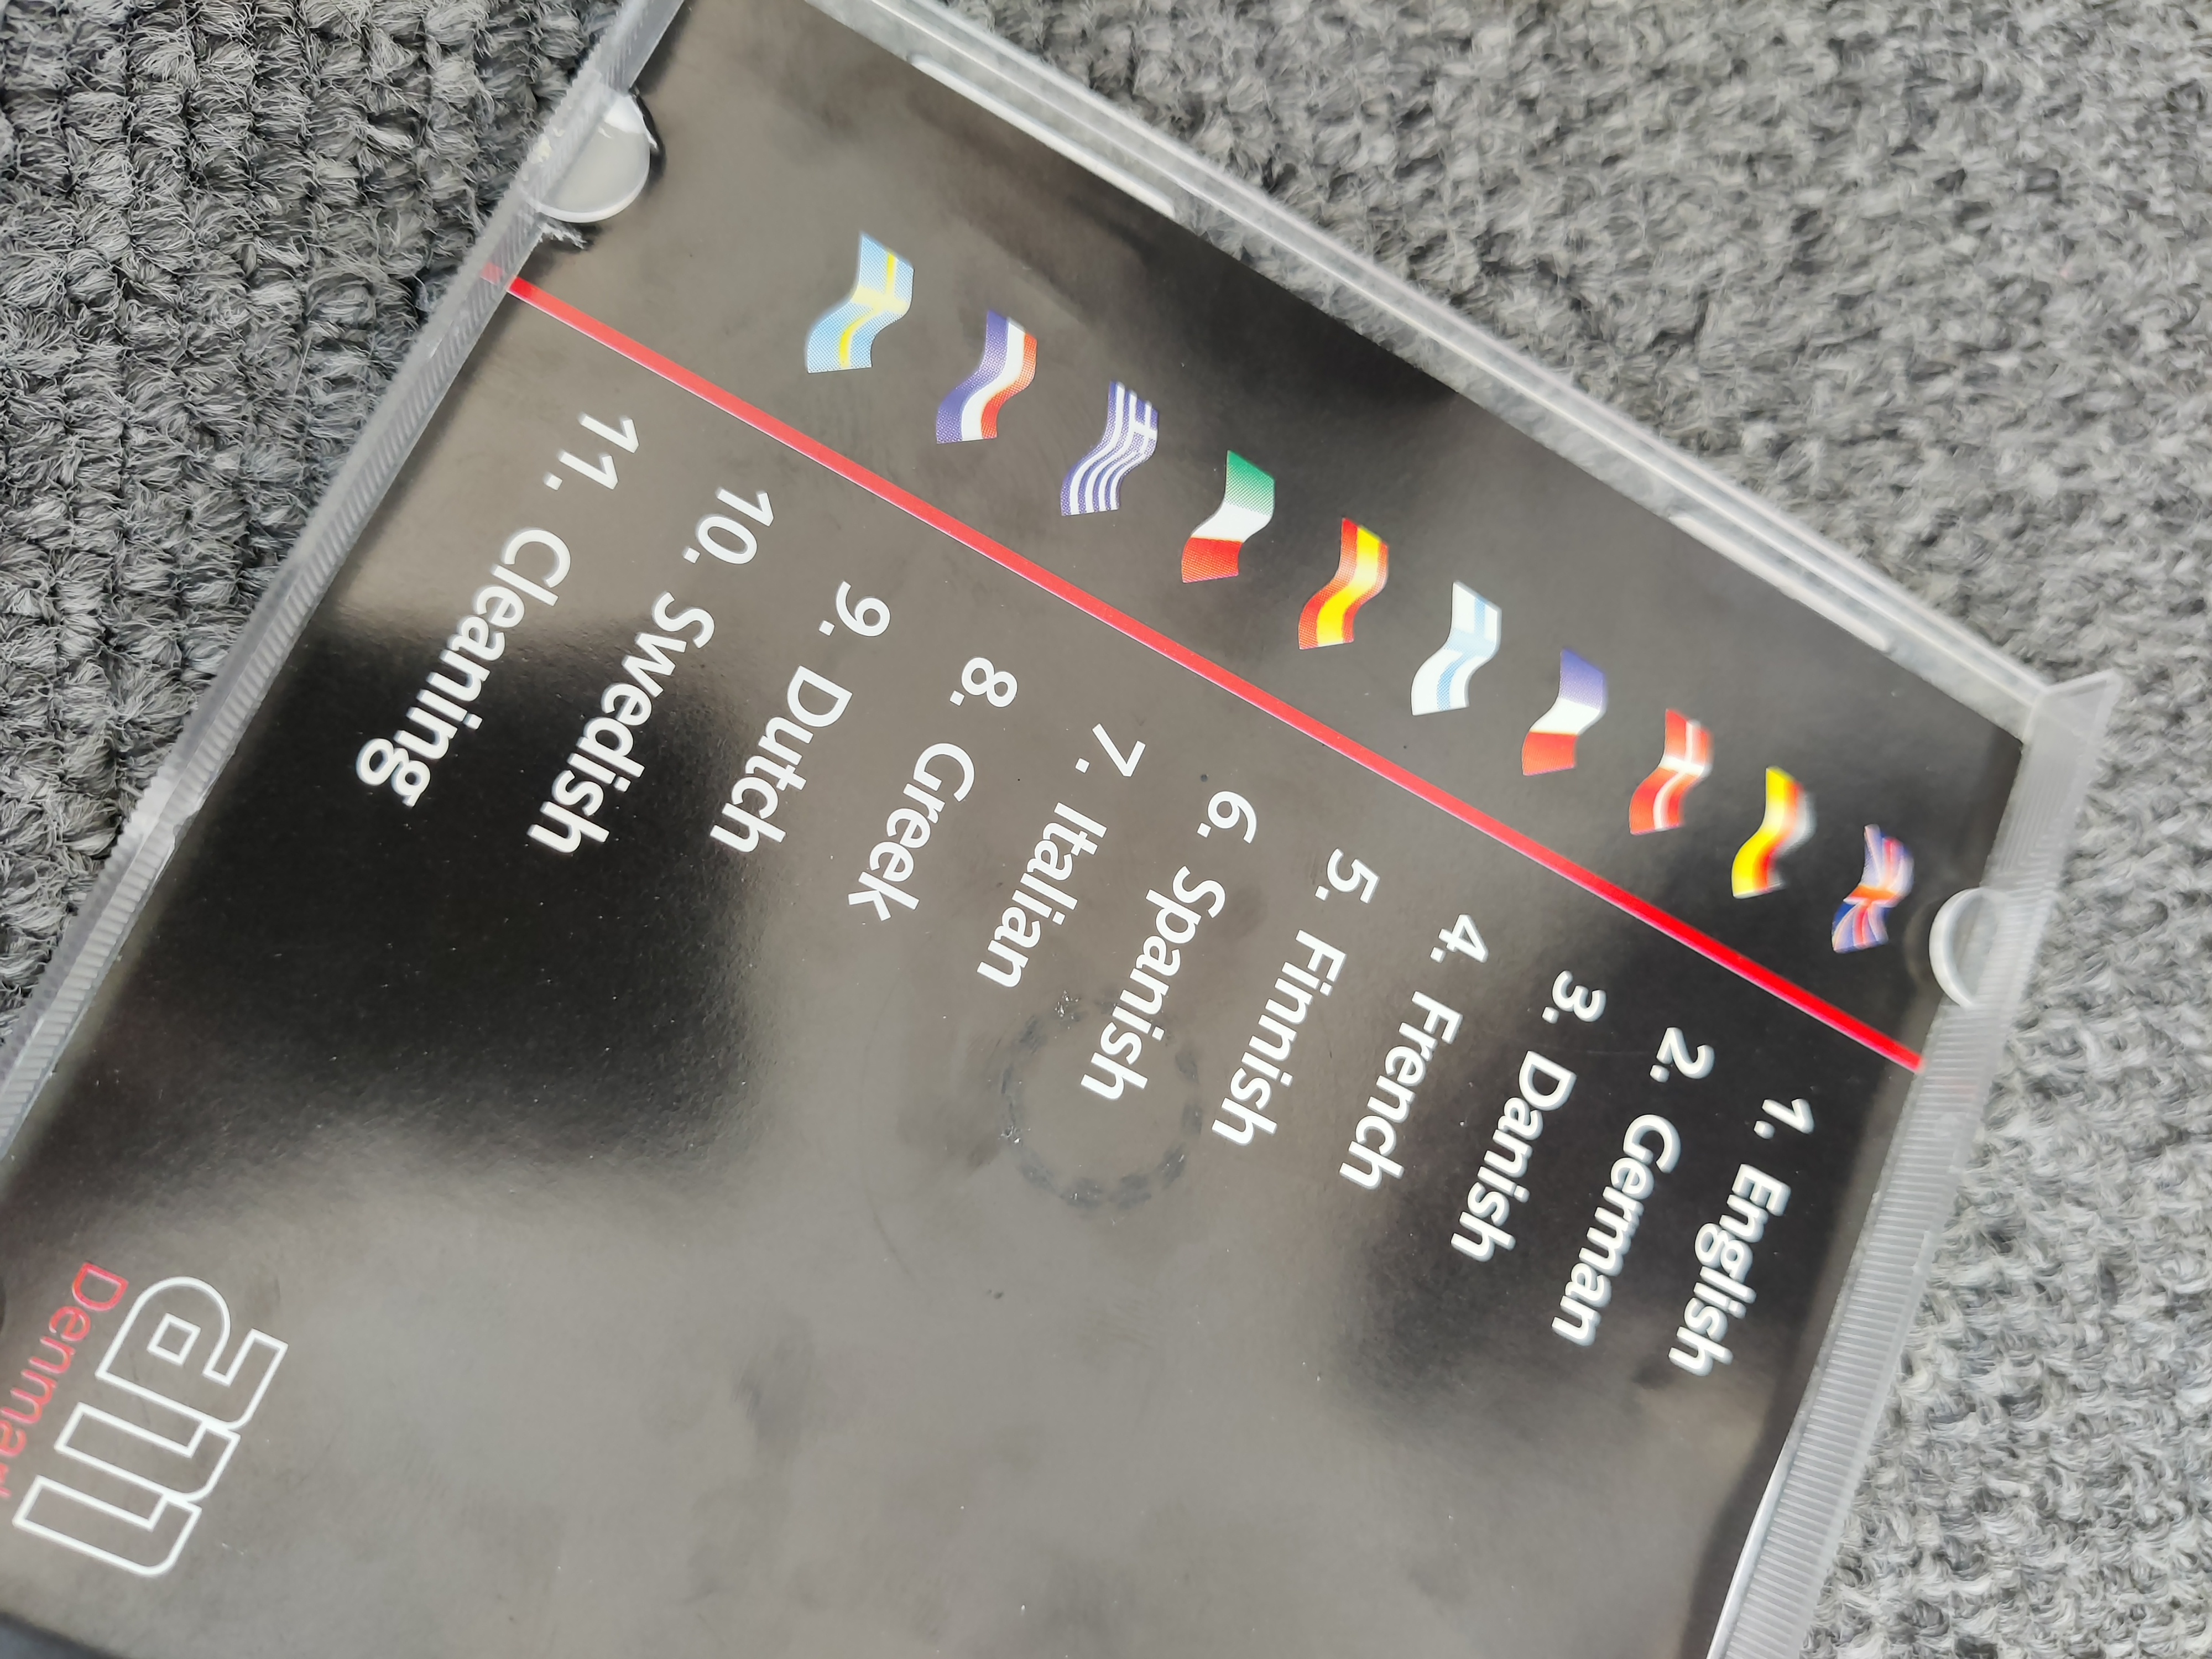 1. English
2. German
3. Danish
4. French
5. Finnish
6. Spanish
7. Italian
8. Greek
9. Dutch
10. Swedish
11. Cleaning
am